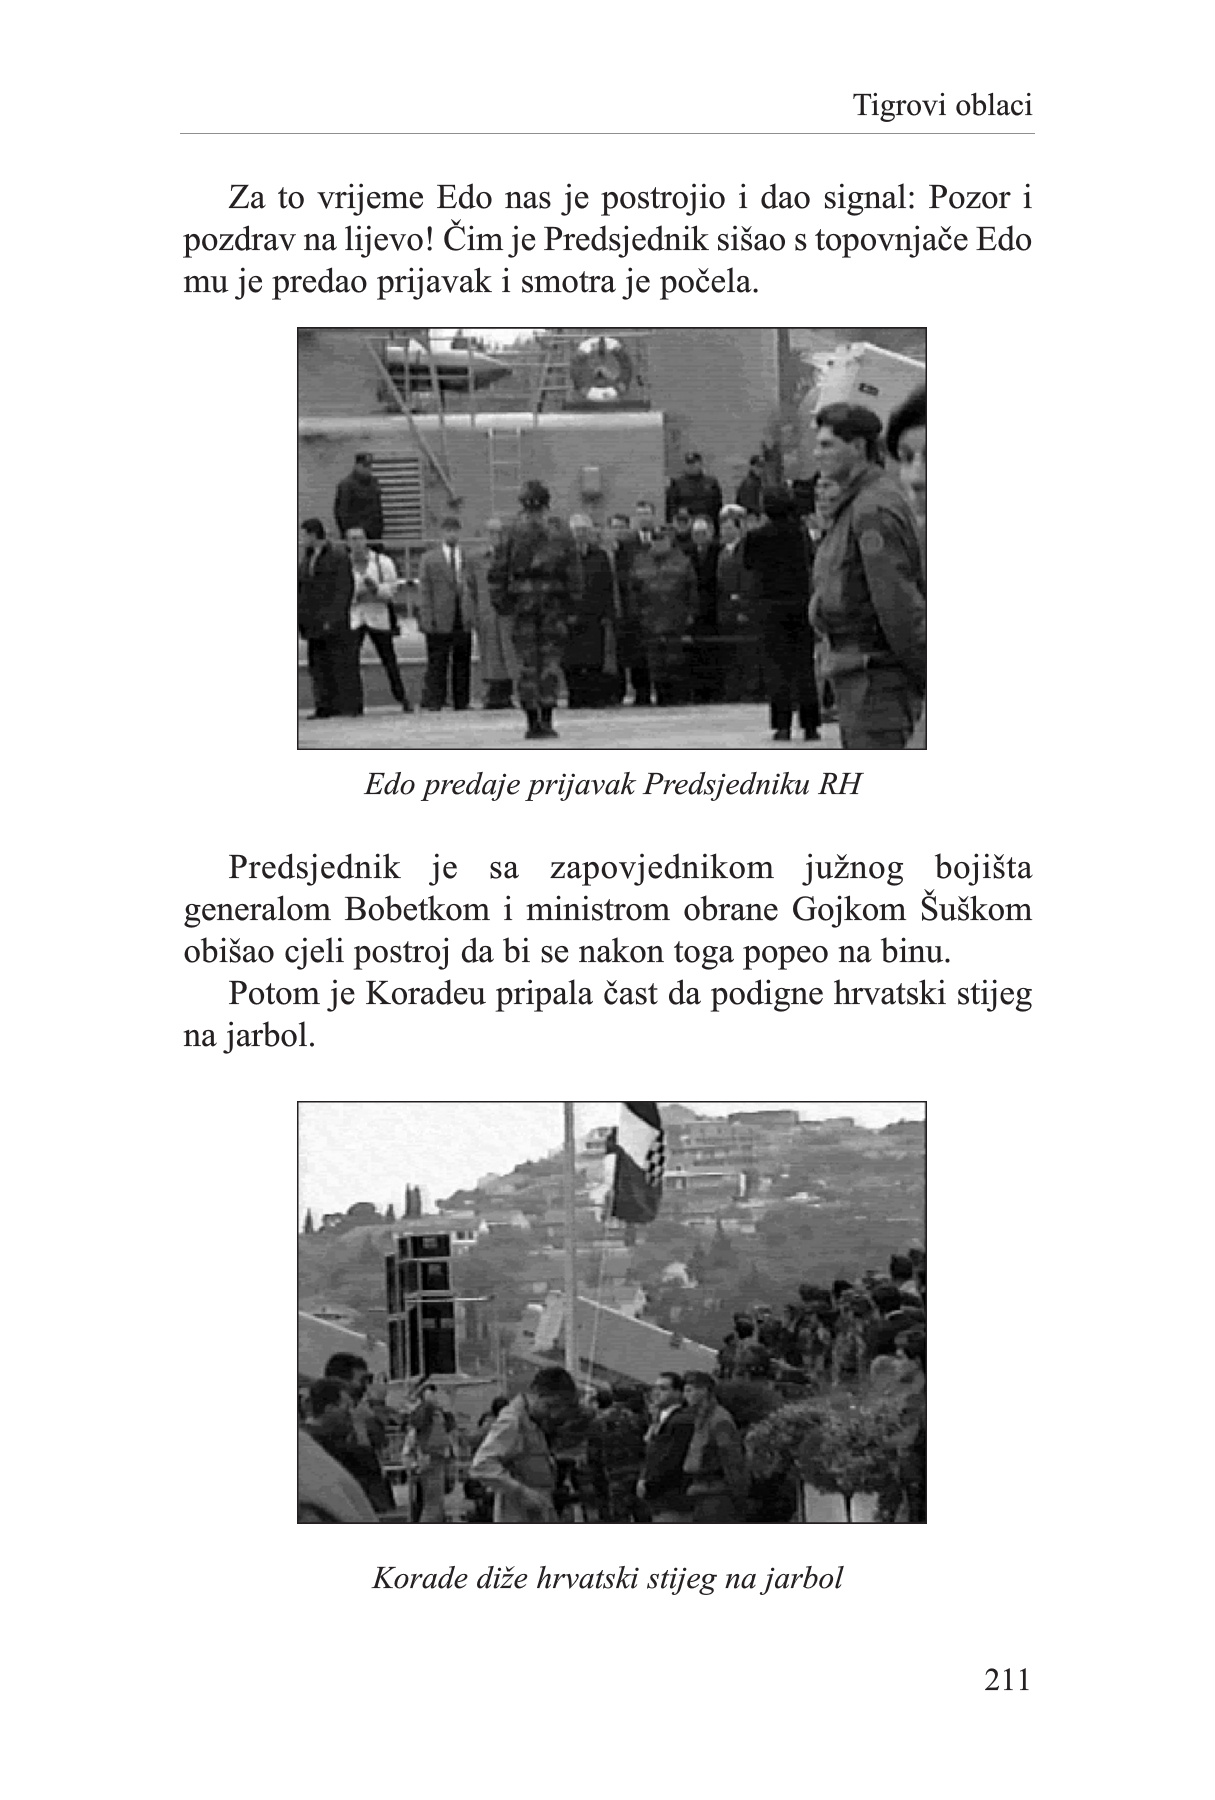 Tigrovi oblaci
Za to vrijeme Edo nas je postrojio i dao signal: Pozor i
pozdrav na lijevo! Čim je Predsjednik sišao s topovnjače Edo
mu je predao prijavak i smotra je počela.
Edo predaje prijavak Predsjedniku RH
Predsjednik je sa zapovjednikom južnog bojišta
generalom Bobetkom i ministrom obrane Gojkom Šuškom
obišao cjeli postroj da bi se nakon toga popeo na binu.
Potom je Koradeu pripala čast da podigne hrvatski stijeg
na jarbol.
Korade diže hrvatski stijeg na jarbol
211